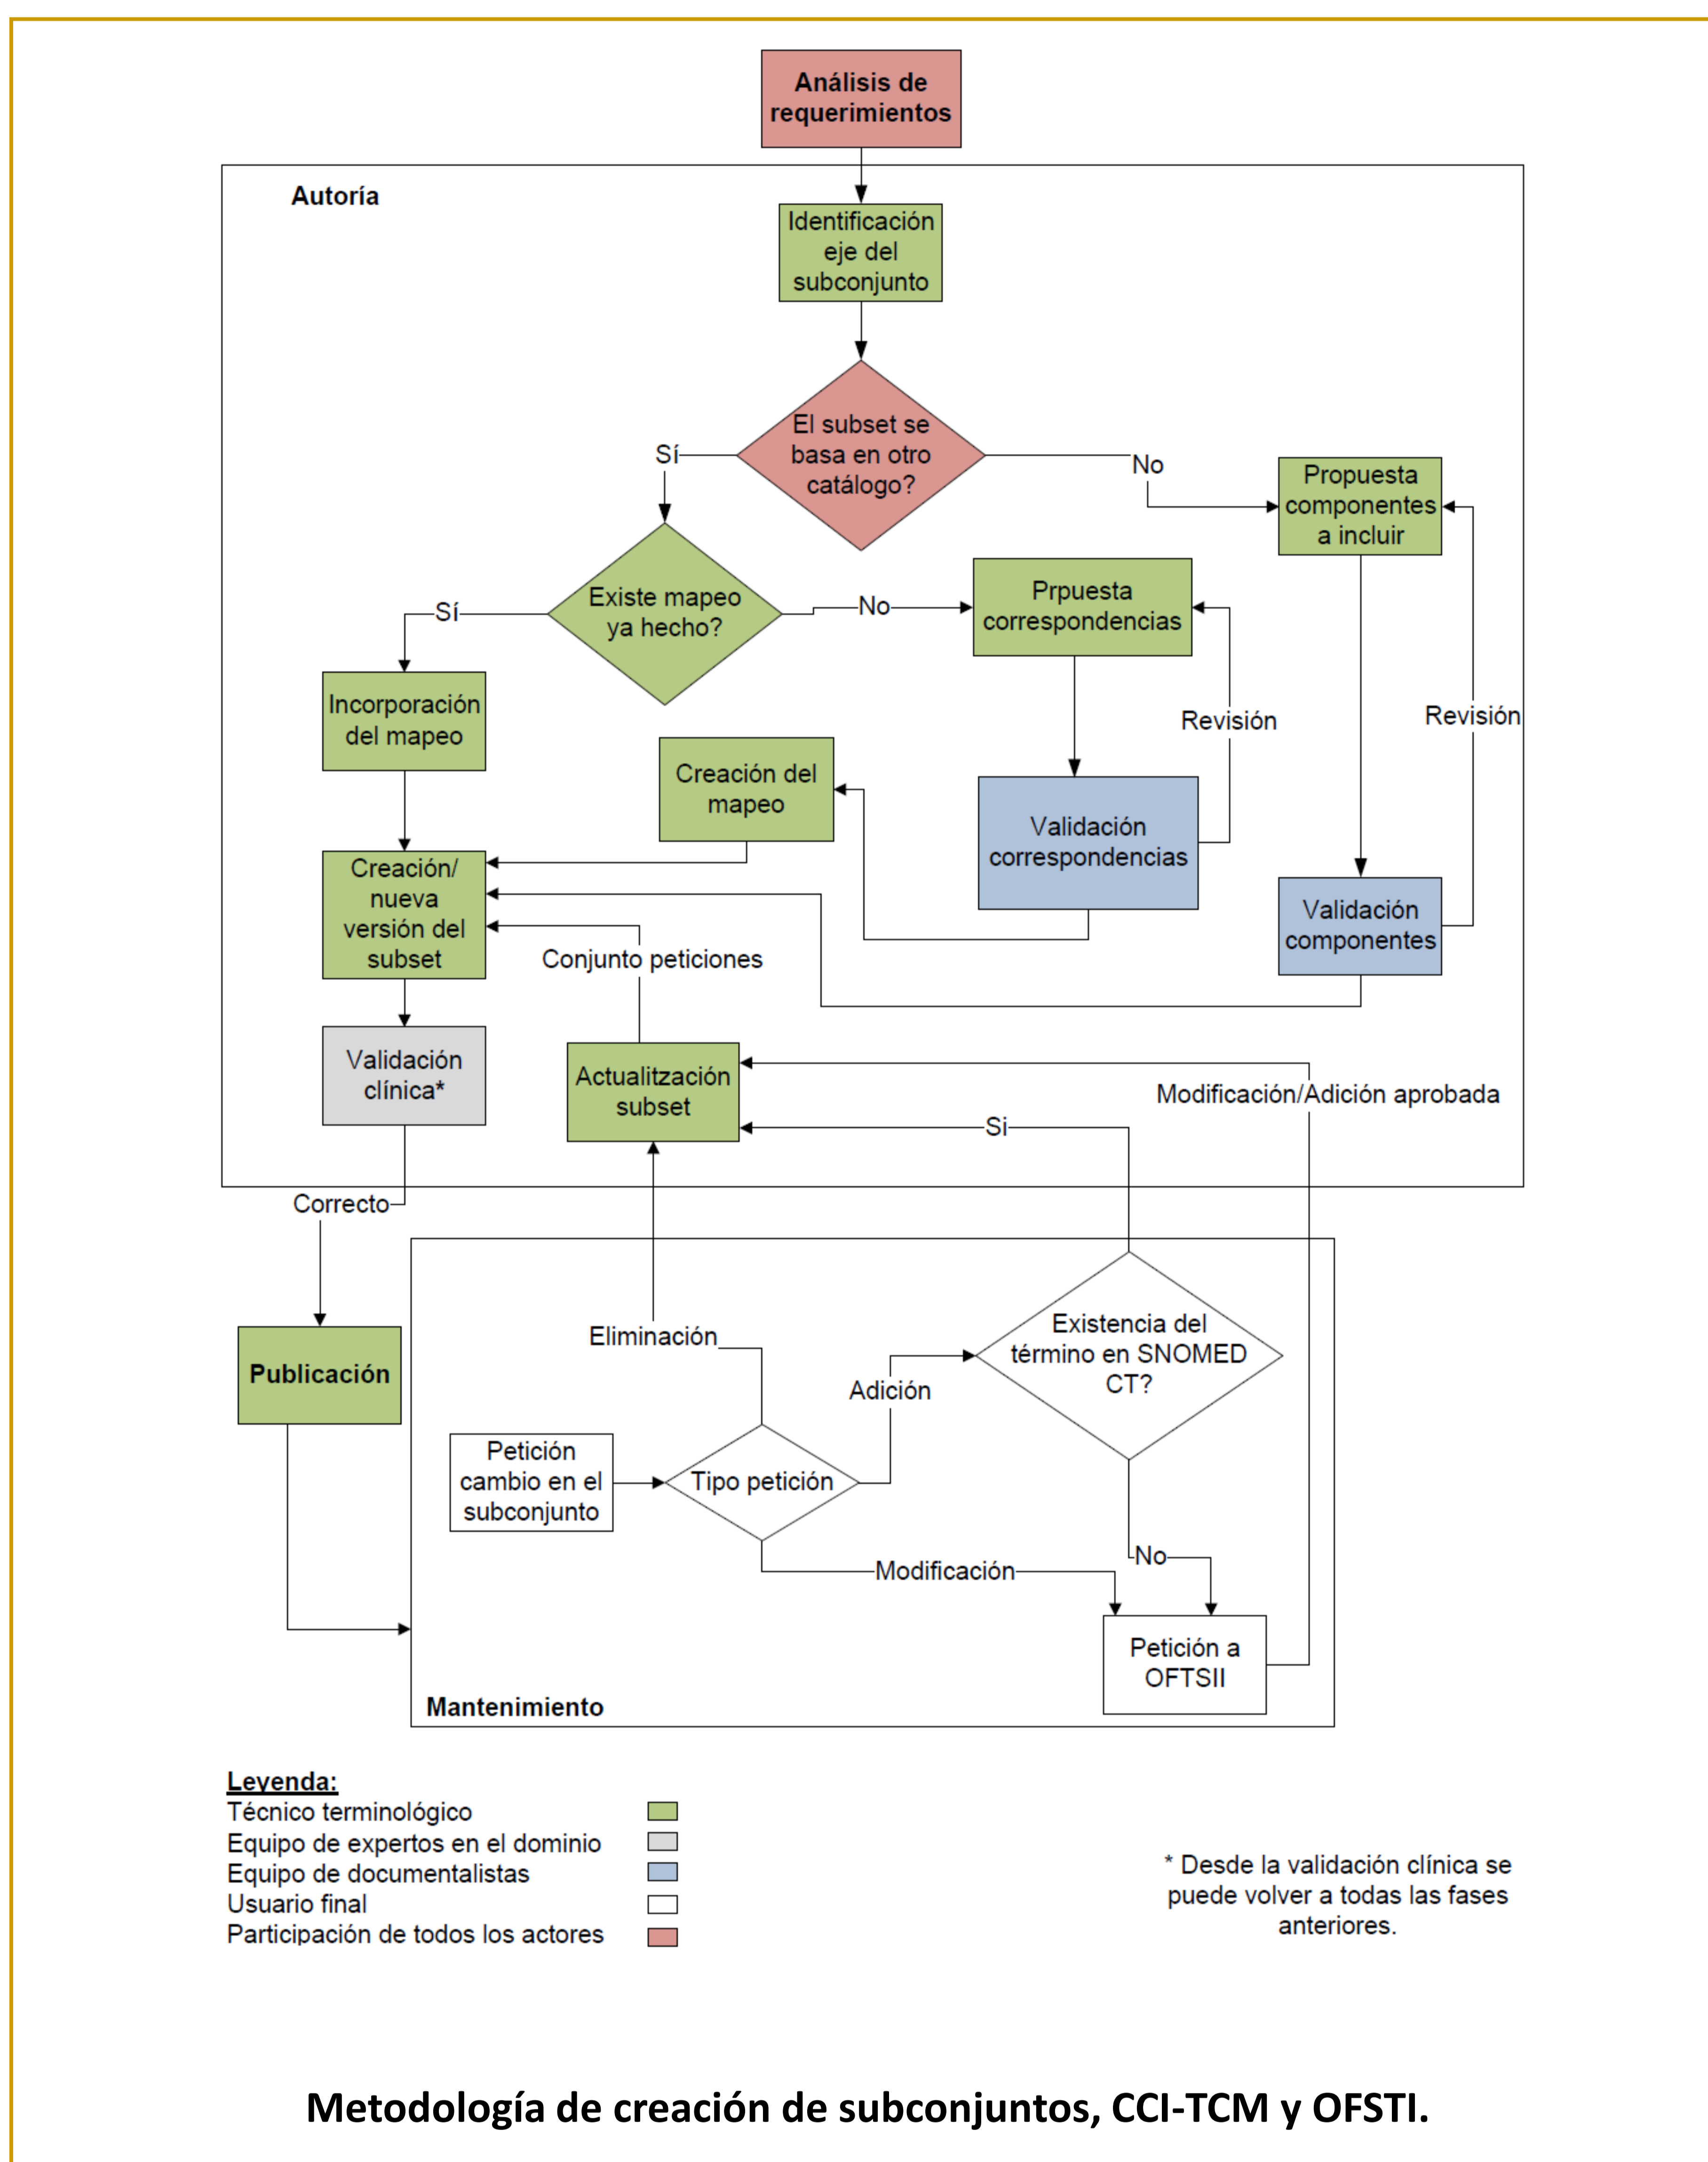 Análisis de
requerimientos
Autoría
Identificación
eje del
subconjunto
El subset se
basa en otro
catálogo?
Sí
No
Propuesta
componentes
a incluir
Existe mapeo
ya hecho?
Sí
No
Prpuesta
correspondencias
Incorporación
del mapeo
Revisión
Revisión
Creación del
mapeo
Validación
correspondencias
Creación/
nueva
versión del
subset
Validación
componentes
Conjunto peticiones
Validación
clínica*
Actualitzación
subset
Modificación/Adición aprobada
Si
Correcto
Existencia del
término en SNOMED
CT?
Eliminación
Publicación
Adición
Petición
cambio en el
subconjunto
Tipo petición
No
Modificación
Petición a
OFTSII
Mantenimiento
Leyenda:
Técnico terminológico
Equipo de expertos en el dominio
Equipo de documentalistas
Usuario final
Participación de todos los actores
* Desde la validación clínica se
puede volver a todas las fases
anteriores.
Metodología de creación de subconjuntos, CCI-TCM y OFSTI.